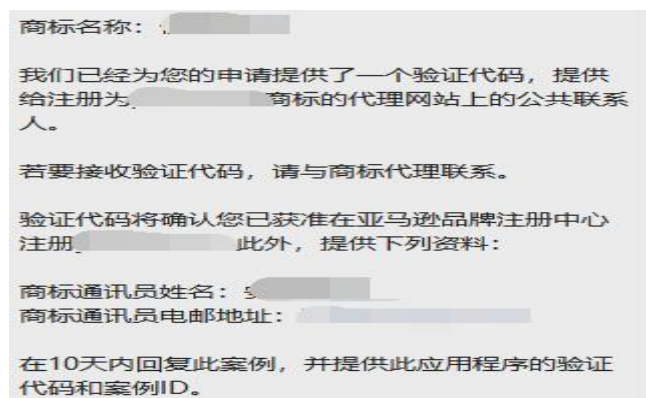 商标名称：
我们已经为您的申请提供了一个验证代码，提供
给注册为 商标的代理网站上的公共联系
人。
若要接收验证代码，请与商标代理联系。
验证代码将确认您已获准在亚马逊品牌注册中心
注册 此外，提供下列资料：
商标通讯员姓名：
商标通讯员电邮地址：
在10天内回复此案例，并提供此应用程序的验证
代码和案例ID。